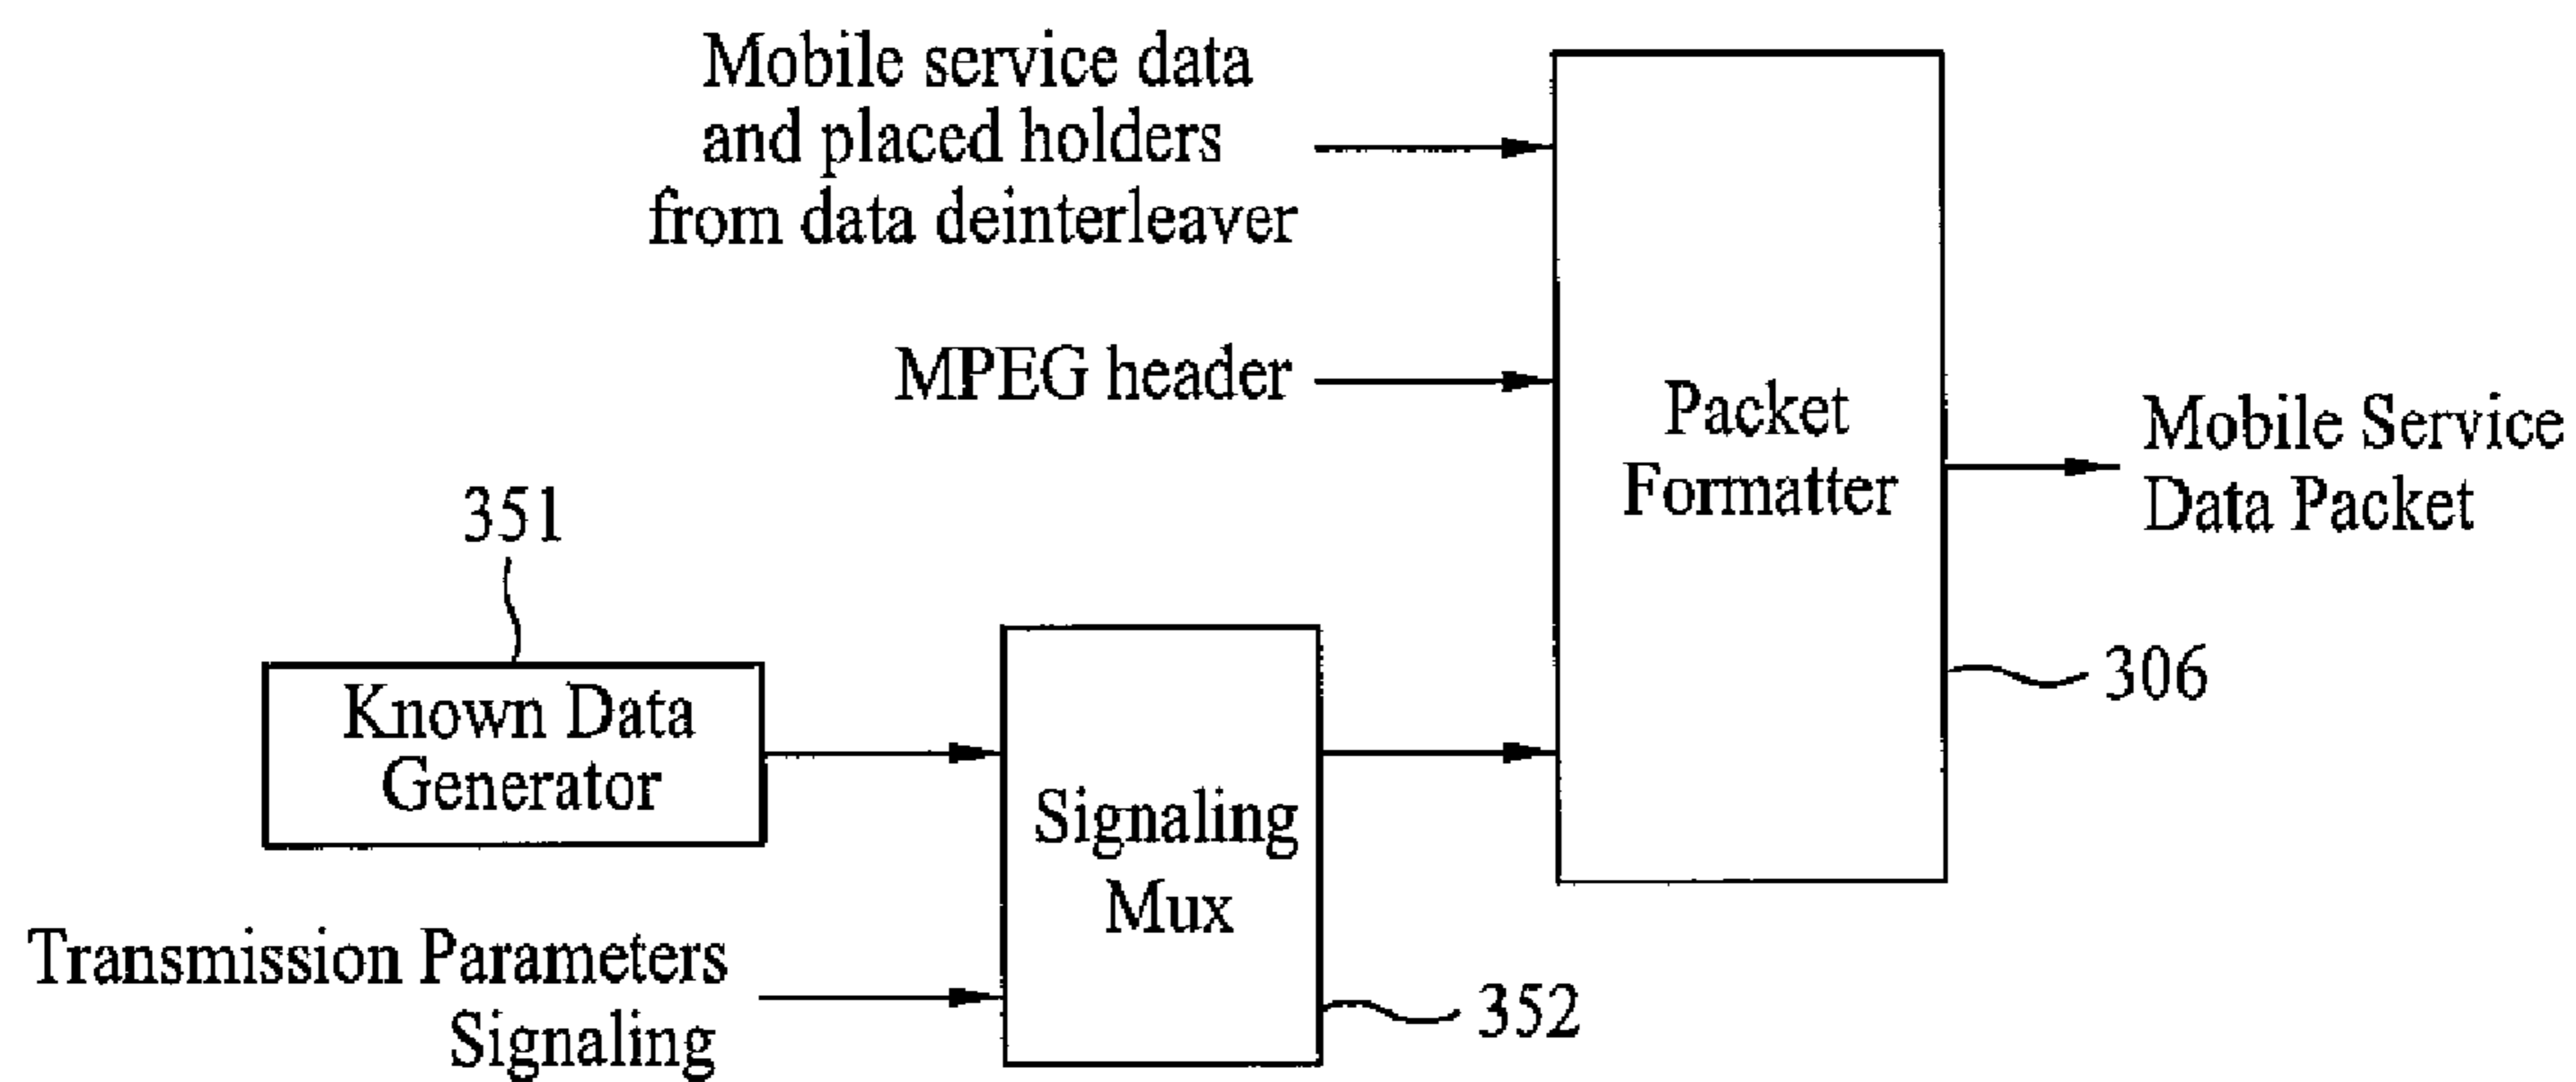 Mobile service data
and placed holders
from data deinterleaver
MPEG header
Packet
Formatter
Mobile Service
Data Packet
351
306
Known Data
Generator
Signaling
Mux
Transmission Parameters
Signaling
352